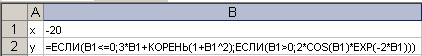 A B
1 x -20
2 y =ЕСЛИ(B1<=0;3*B1+КОРЕНЬ(1+B1^2);ЕСЛИ(B1>0;2*COS(B1)*EXP(-2*B1)))